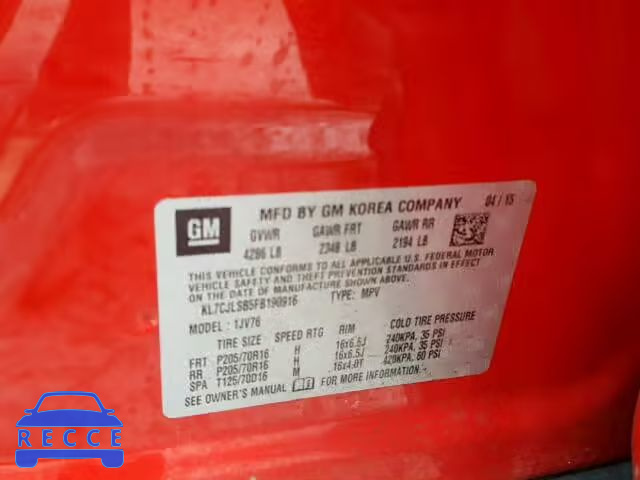 GM
MFD BY GM KOREA COMPANY 04 / 15
GVWR GAWR FRT GAWR RR
4286 LB 2348 LB 2194 LB
THIS VEHICLE CONFORMS TO ALL APPLICABLE U.S. FEDERAL MOTOR
VEHICLE SAFETY AND THEFT PREVENTION STANDARDS IN EFFECT
ON THE DATE OF MANUFACTURE SHOWN ABOVE.
KL7CJLSB5FB190916 TYPE: MPV
MODEL: 1JV76
TIRE SIZE SPEED RTG RIM COLD TIRE PRESSURE
FRT P205/70R16 H 16x6.5J 240KPA, 35 PSI
RR P205/70R16 H 16x6.5J 240KPA, 35 PSI
SPA T125/70D16 M 16x4.0T 420KPA, 60 PSI
SEE OWNER'S MANUAL FOR MORE INFORMATION.
RECCE